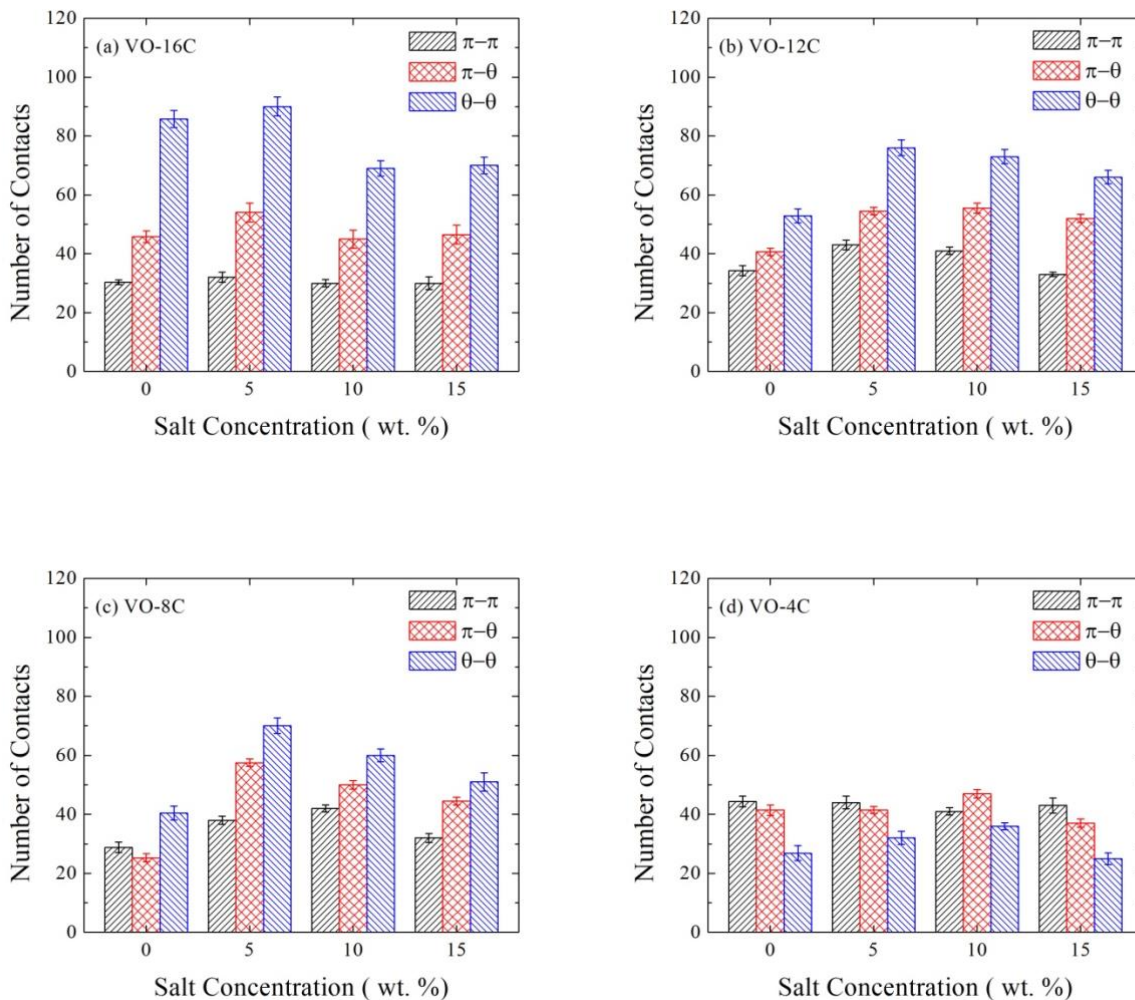 (a) VO-16C
π–π
π–θ
θ–θ
120
100
80
60
40
20
0
Number of Contacts
0 5 10 15
Salt Concentration ( wt. %)
(b) VO-12C
π–π
π–θ
θ–θ
120
100
80
60
40
20
0
Number of Contacts
0 5 10 15
Salt Concentration ( wt. %)
(c) VO-8C
π–π
π–θ
θ–θ
120
100
80
60
40
20
0
Number of Contacts
0 5 10 15
Salt Concentration ( wt. %)
(d) VO-4C
π–π
π–θ
θ–θ
120
100
80
60
40
20
0
Number of Contacts
0 5 10 15
Salt Concentration ( wt. %)